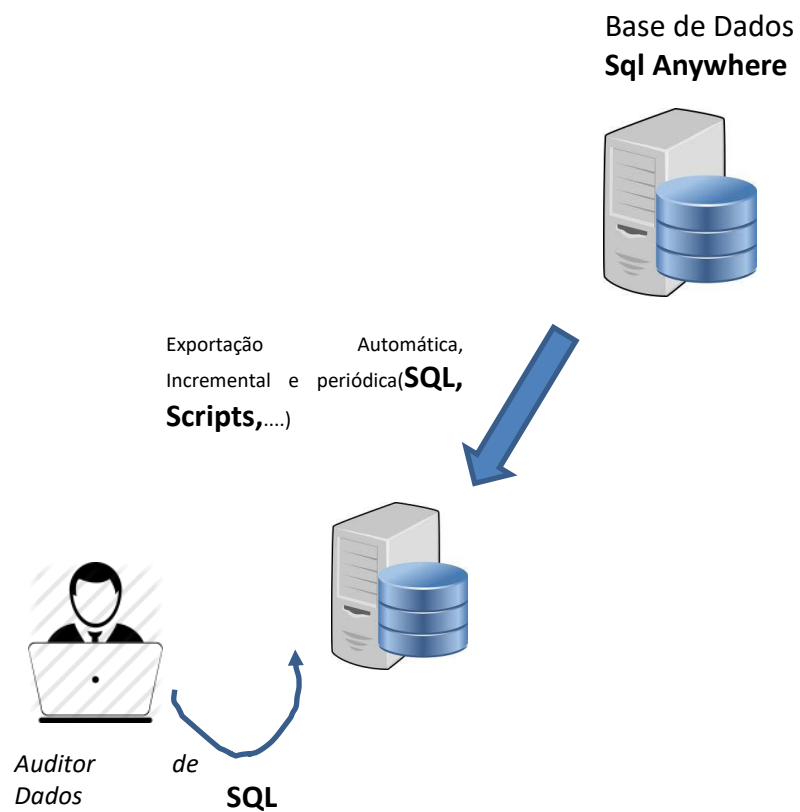 Base de Dados
Sql Anywhere
Exportação Automática,
Incremental e periódica(SQL,
Scripts,....)
Auditor de
Dados
SQL